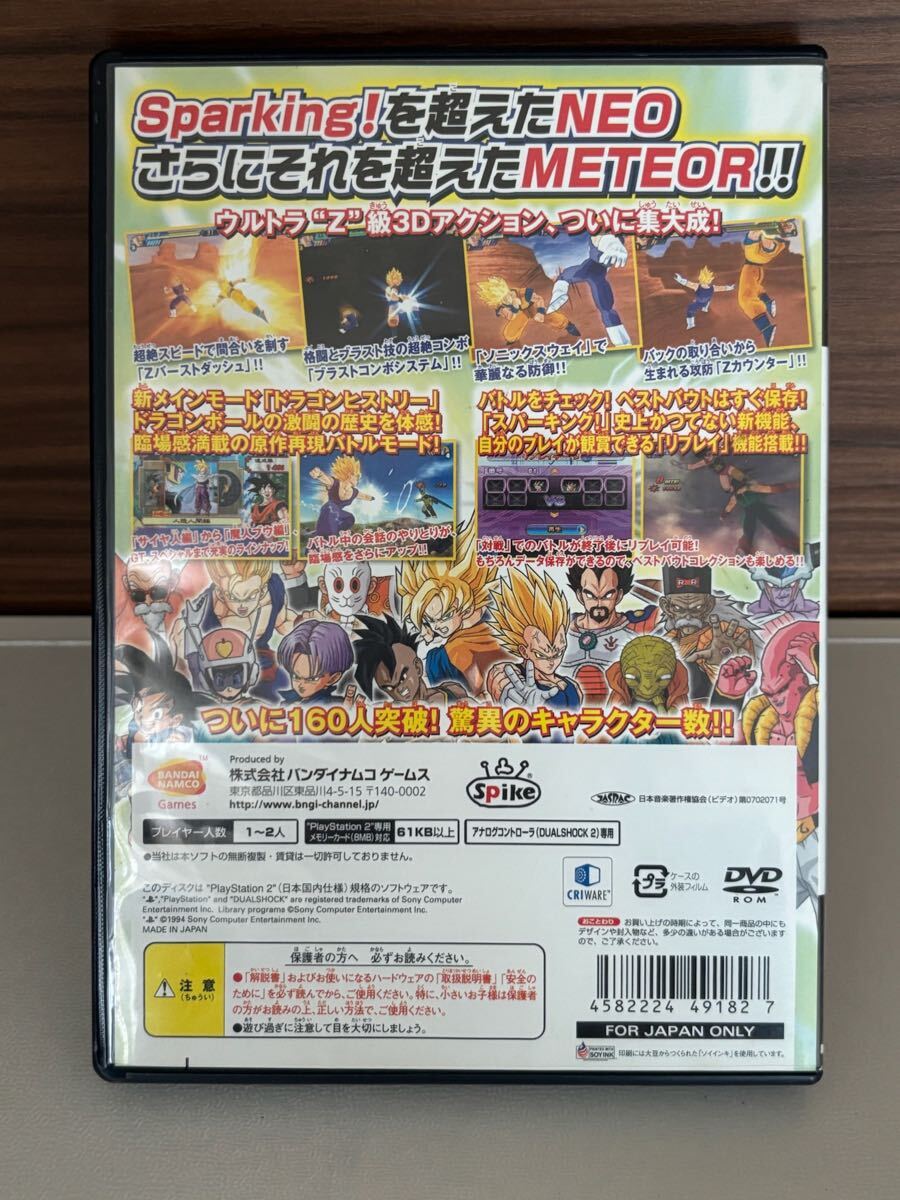 Sparking!を超えたNEO
さらにそれを超えたMETEOR!!
ウルトラ“Z”級3Dアクション、ついに集大成!
超絶スピードで間合いを制す
「Zバーストダッシュ」!!
格闘とブラスト技の超絶コンボ
「ブラストコンボシステム」!!
「ソニックスウェイ」で
華麗なる防御!!
バックの取り合いから
生まれる攻防「Zカウンター」!!
新メインモード「ドラゴンヒストリー」
ドラゴンボールの激闘の歴史を体感!
臨場感満載の原作再現バトルモード!
「サイヤ人編」から「魔人ブウ編」、
GT、スペシャルまで充実のラインナップ!
バトル中の会話のやりとりが、
臨場感をさらにアップ!!
バトルをチェック! ベストバウトはすぐ保存!
「スパーキング!」史上かつてない新機能、
自分のプレイが観賞できる「リプレイ」機能搭載!!
「対戦」でのバトルが終了後にリプレイ可能!
もちろんデータ保存ができるので、ベストバウトコレクションも楽しめる!!
ついに160人突破! 驚異のキャラクター数!!
BANDAI
NAMCO
Games
Produced by
株式会社 バンダイナムコ ゲームス
東京都品川区東品川4-5-15 〒140-0002
http://www.bngi-channel.jp/
Spike
JASRAC
日本音楽著作権協会(ビデオ)第0702071号
プレイヤー人数 1～2人
"PlayStation 2"専用
メモリーカード(8MB)対応 61KB以上
アナログコントローラ(DUALSHOCK 2)専用
●当社は本ソフトの無断複製・賃貸は一切許可しておりません。
このディスクは "PlayStation 2"(日本国内仕様) 規格のソフトウェアです。
","PlayStation" and "DUALSHOCK" are registered trademarks of Sony Computer
Entertainment Inc. Library programs ©Sony Computer Entertainment Inc.
" ©1994 Sony Computer Entertainment Inc.
MADE IN JAPAN
CRIWARE
プラ
ケースの
外装フィルム
DVD
ROM
おことわり お買い上げの時期によって、同一商品の中にも
デザインや封入物など、多少の違いがある場合がございますので、ご了承ください。
注意
(ちゅうい)
保護者の方へ 必ずお読みください。
●「解説書」およびお使いになるハードウェアの「取扱説明書」「安全の
ために」を必ず読んでから、ご使用ください。特に、小さいお子様は保護者
の方がお読みの上、正しい方法で、ご使用ください。
●遊び過ぎに注意して目を大切にしましょう。
4582224 49182 7
FOR JAPAN ONLY
PRINTED WITH
SOY INK
印刷には大豆からつくられた「ソイインキ」を使用しています。